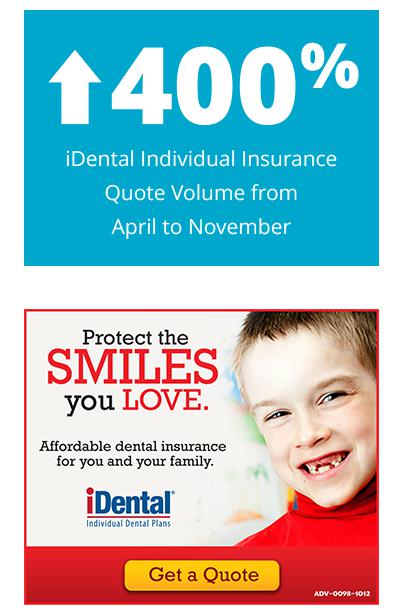 400%
iDental Individual Insurance
Quote Volume from
April to November
Protect the
SMILES
you LOVE.
Affordable dental insurance
for you and your family.
iDental®
Individual Dental Plans
Get a Quote
ADV-0098-1012